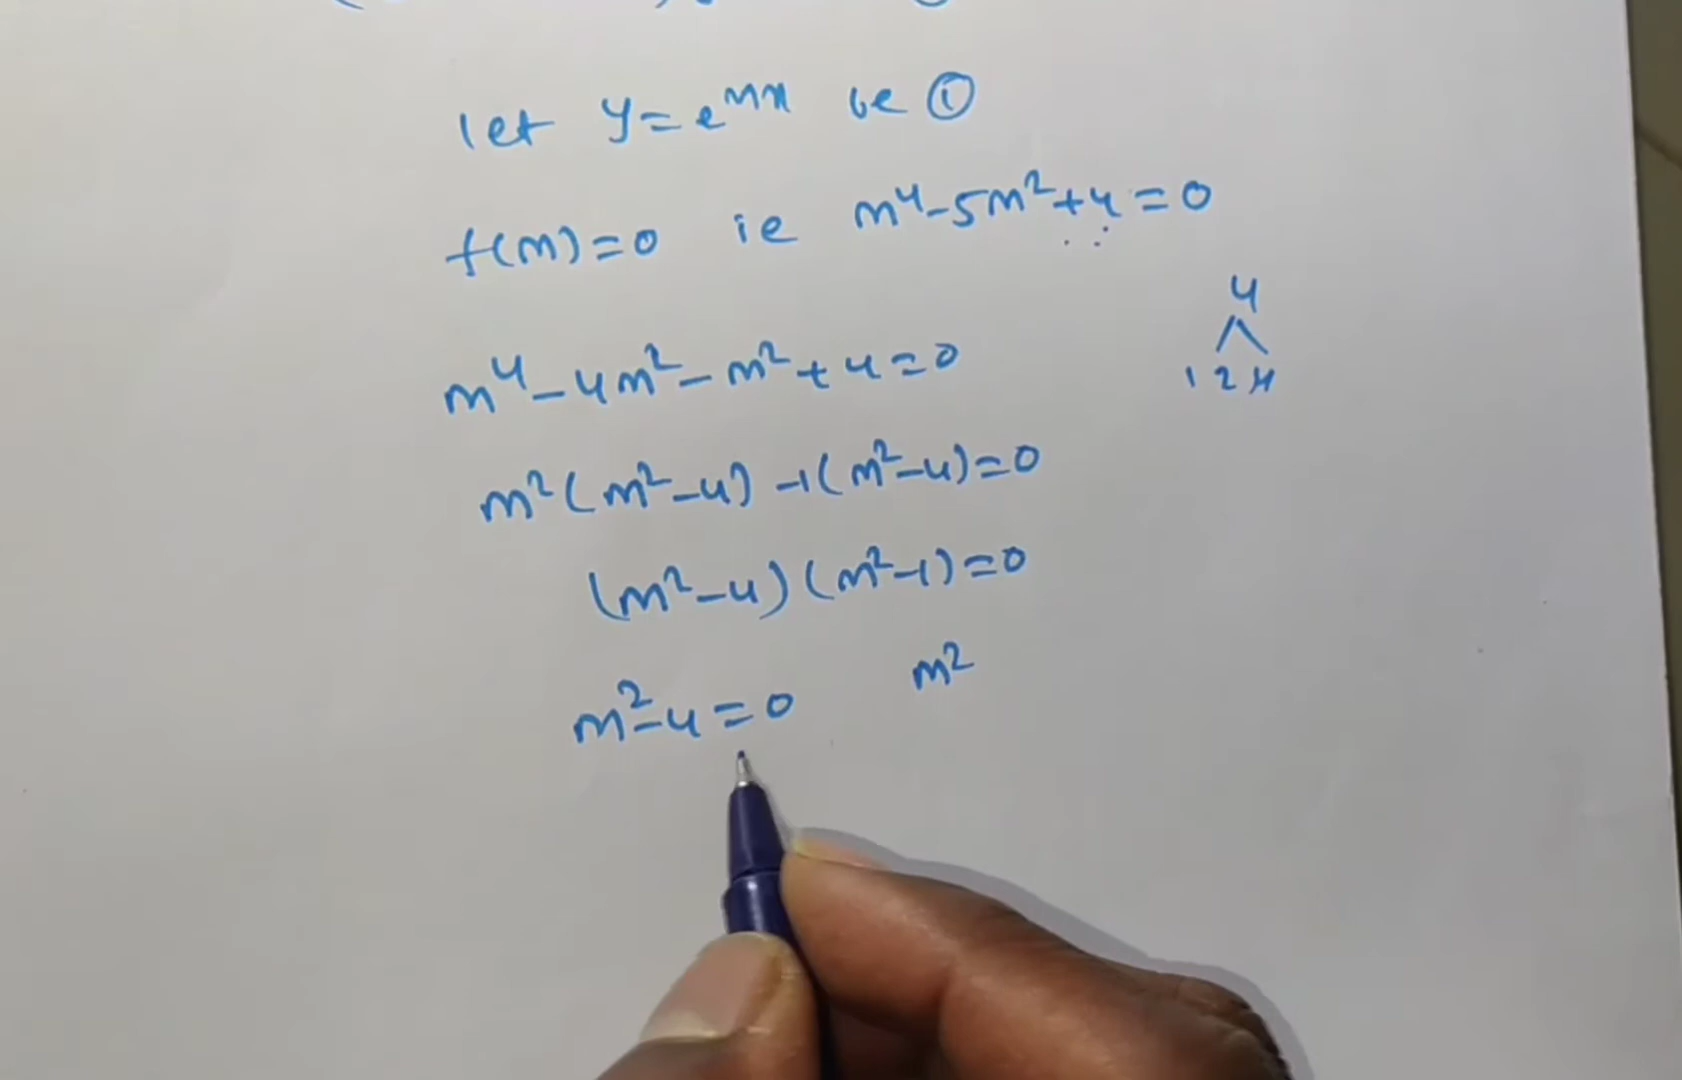 let y=e^mx be ①
f(m)=0 ie m⁴-5m²+4=0
4
1 2 4
m⁴-4m²-m²+4=0
m²(m²-4)-1(m²-4)=0
(m²-4)(m²-1)=0
m²-4=0 m²